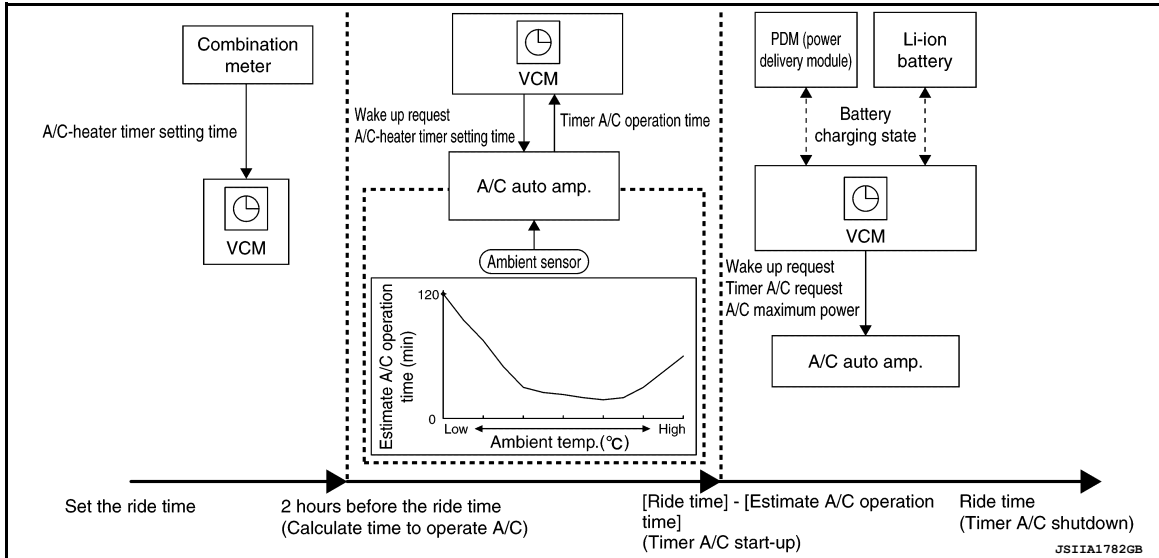 Combination
meter
A/C-heater timer setting time
VCM
VCM
Wake up request
A/C-heater timer setting time
Timer A/C operation time
A/C auto amp.
Ambient sensor
Estimate A/C operation
time (min)
120
0
Low
High
Ambient temp.(°C)
PDM (power
delivery module)
Li-ion
battery
Battery
charging state
VCM
Wake up request
Timer A/C request
A/C maximum power
A/C auto amp.
Set the ride time
2 hours before the ride time
(Calculate time to operate A/C)
[Ride time] - [Estimate A/C operation
time]
(Timer A/C start-up)
Ride time
(Timer A/C shutdown)
JSIIA1782GB